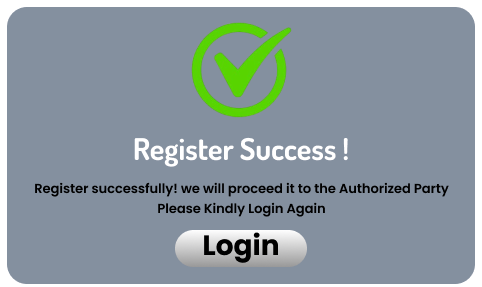 Register Success !
Register successfully! we will proceed it to the Authorized Party
Please Kindly Login Again
Login